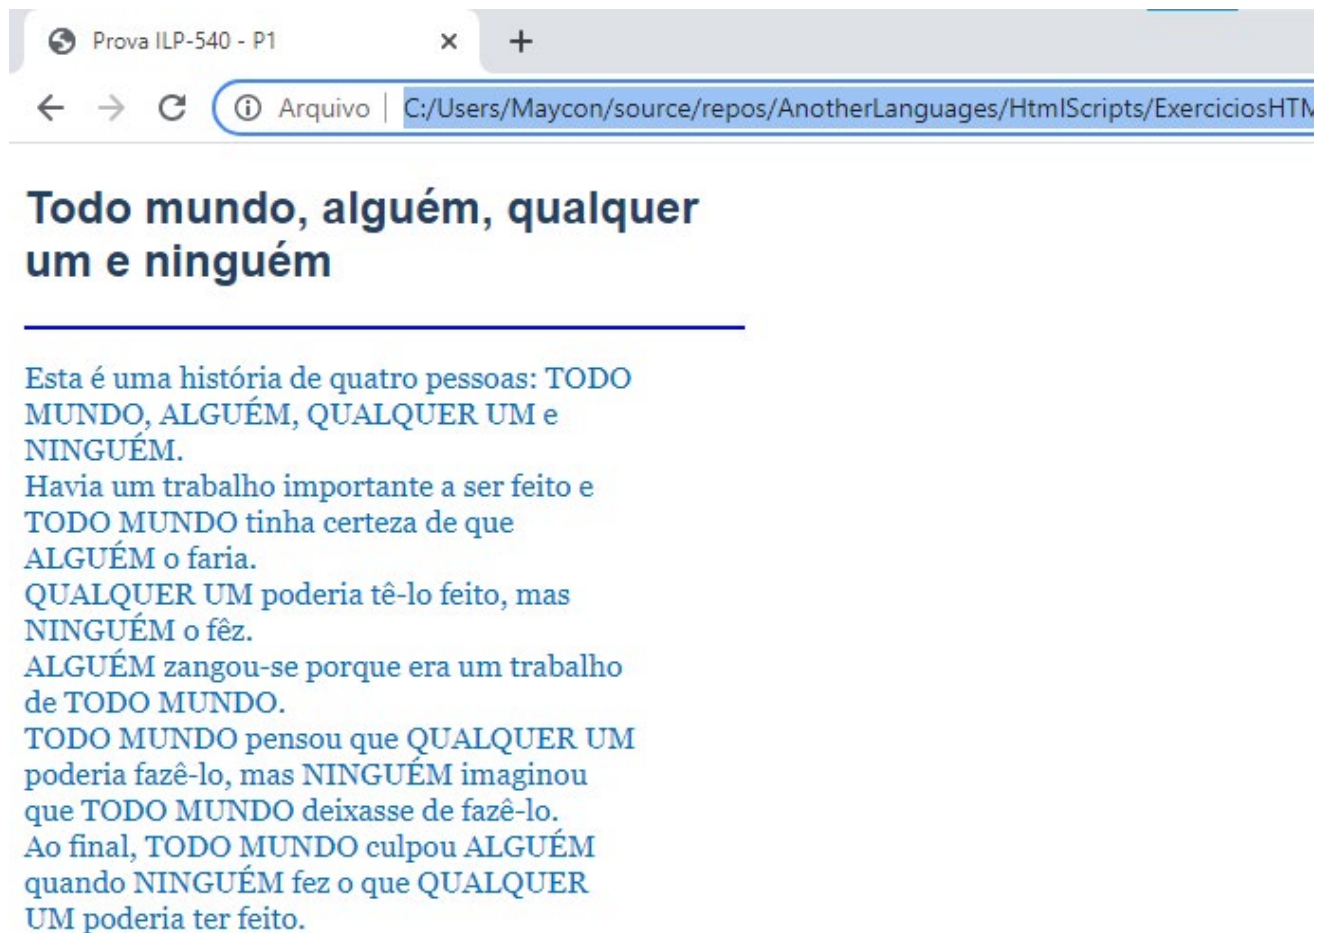 Prova ILP-540 - P1
Arquivo | C:/Users/Maycon/source/repos/AnotherLanguages/HtmlScripts/ExerciciosHTM
Todo mundo, alguém, qualquer
um e ninguém
Esta é uma história de quatro pessoas: TODO
MUNDO, ALGUÉM, QUALQUER UM e
NINGUÉM.
Havia um trabalho importante a ser feito e
TODO MUNDO tinha certeza de que
ALGUÉM o faria.
QUALQUER UM poderia tê-lo feito, mas
NINGUÉM o fêz.
ALGUÉM zangou-se porque era um trabalho
de TODO MUNDO.
TODO MUNDO pensou que QUALQUER UM
poderia fazê-lo, mas NINGUÉM imaginou
que TODO MUNDO deixasse de fazê-lo.
Ao final, TODO MUNDO culpou ALGUÉM
quando NINGUÉM fez o que QUALQUER
UM poderia ter feito.